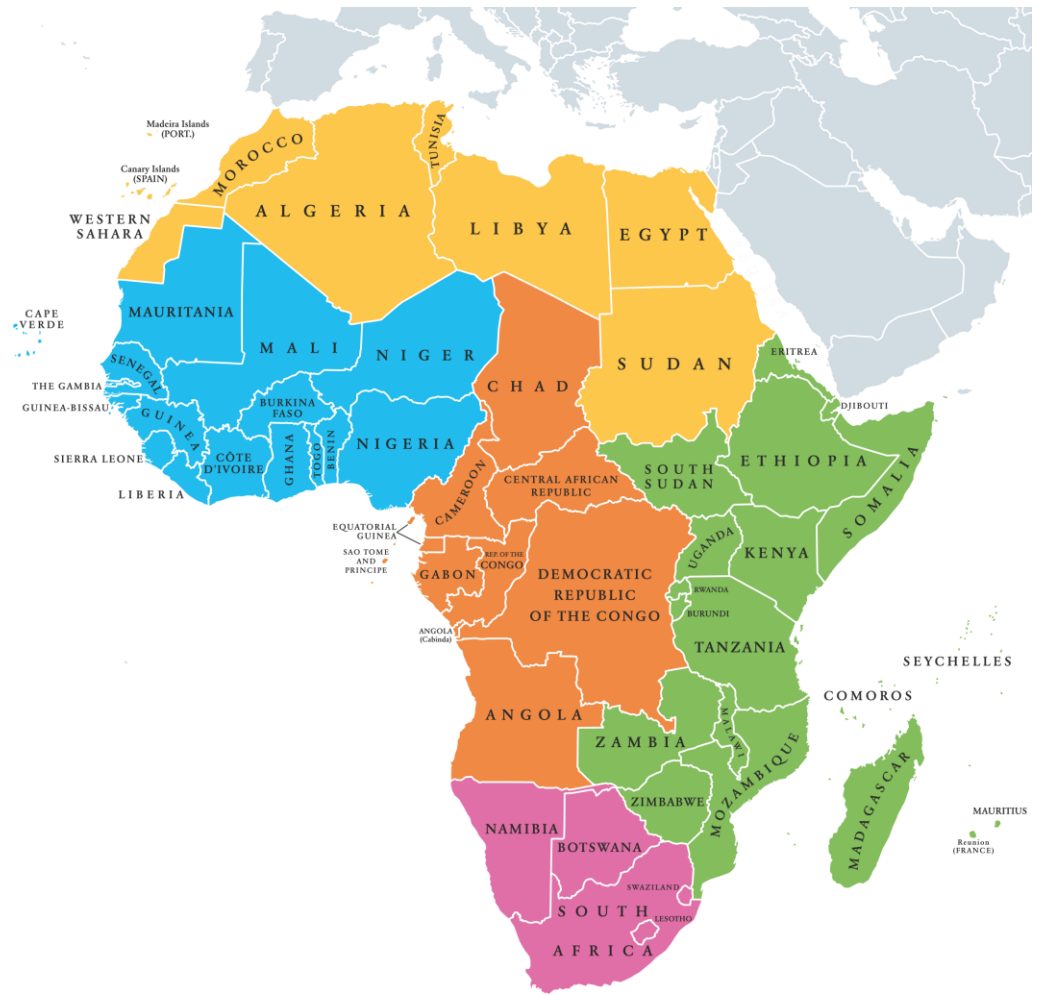 Madeira Islands
(PORT.)
MOROCCO
TUNISIA
Canary Islands
(SPAIN)
ALGERIA
WESTERN
SAHARA
LIBYA
EGYPT
CAPE
VERDE
MAURITANIA
MALI
NIGER
CHAD
SUDAN
ERITREA
SENEGAL
THE GAMBIA
GUINEA-BISSAU
GUINEA
BURKINA
FASO
DJIBOUTI
SIERRA LEONE
LIBERIA
CÔTE
D'IVOIRE
GHANA
TOGO
BENIN
NIGERIA
CAMEROON
CENTRAL AFRICAN
REPUBLIC
SOUTH
SUDAN
ETHIOPIA
SOMALIA
EQUATORIAL
GUINEA
SAO TOME
AND
PRINCIPE
GABON
REP. OF THE
CONGO
DEMOCRATIC
REPUBLIC
OF THE CONGO
UGANDA
KENYA
RWANDA
BURUNDI
ANGOLA
(Cabinda)
TANZANIA
SEYCHELLES
COMOROS
ANGOLA
ZAMBIA
MALAWI
MOZAMBIQUE
MADAGASCAR
ZIMBABWE
MAURITIUS
Reunion
(FRANCE)
NAMIBIA
BOTSWANA
SWAZILAND
SOUTH
AFRICA
LESOTHO